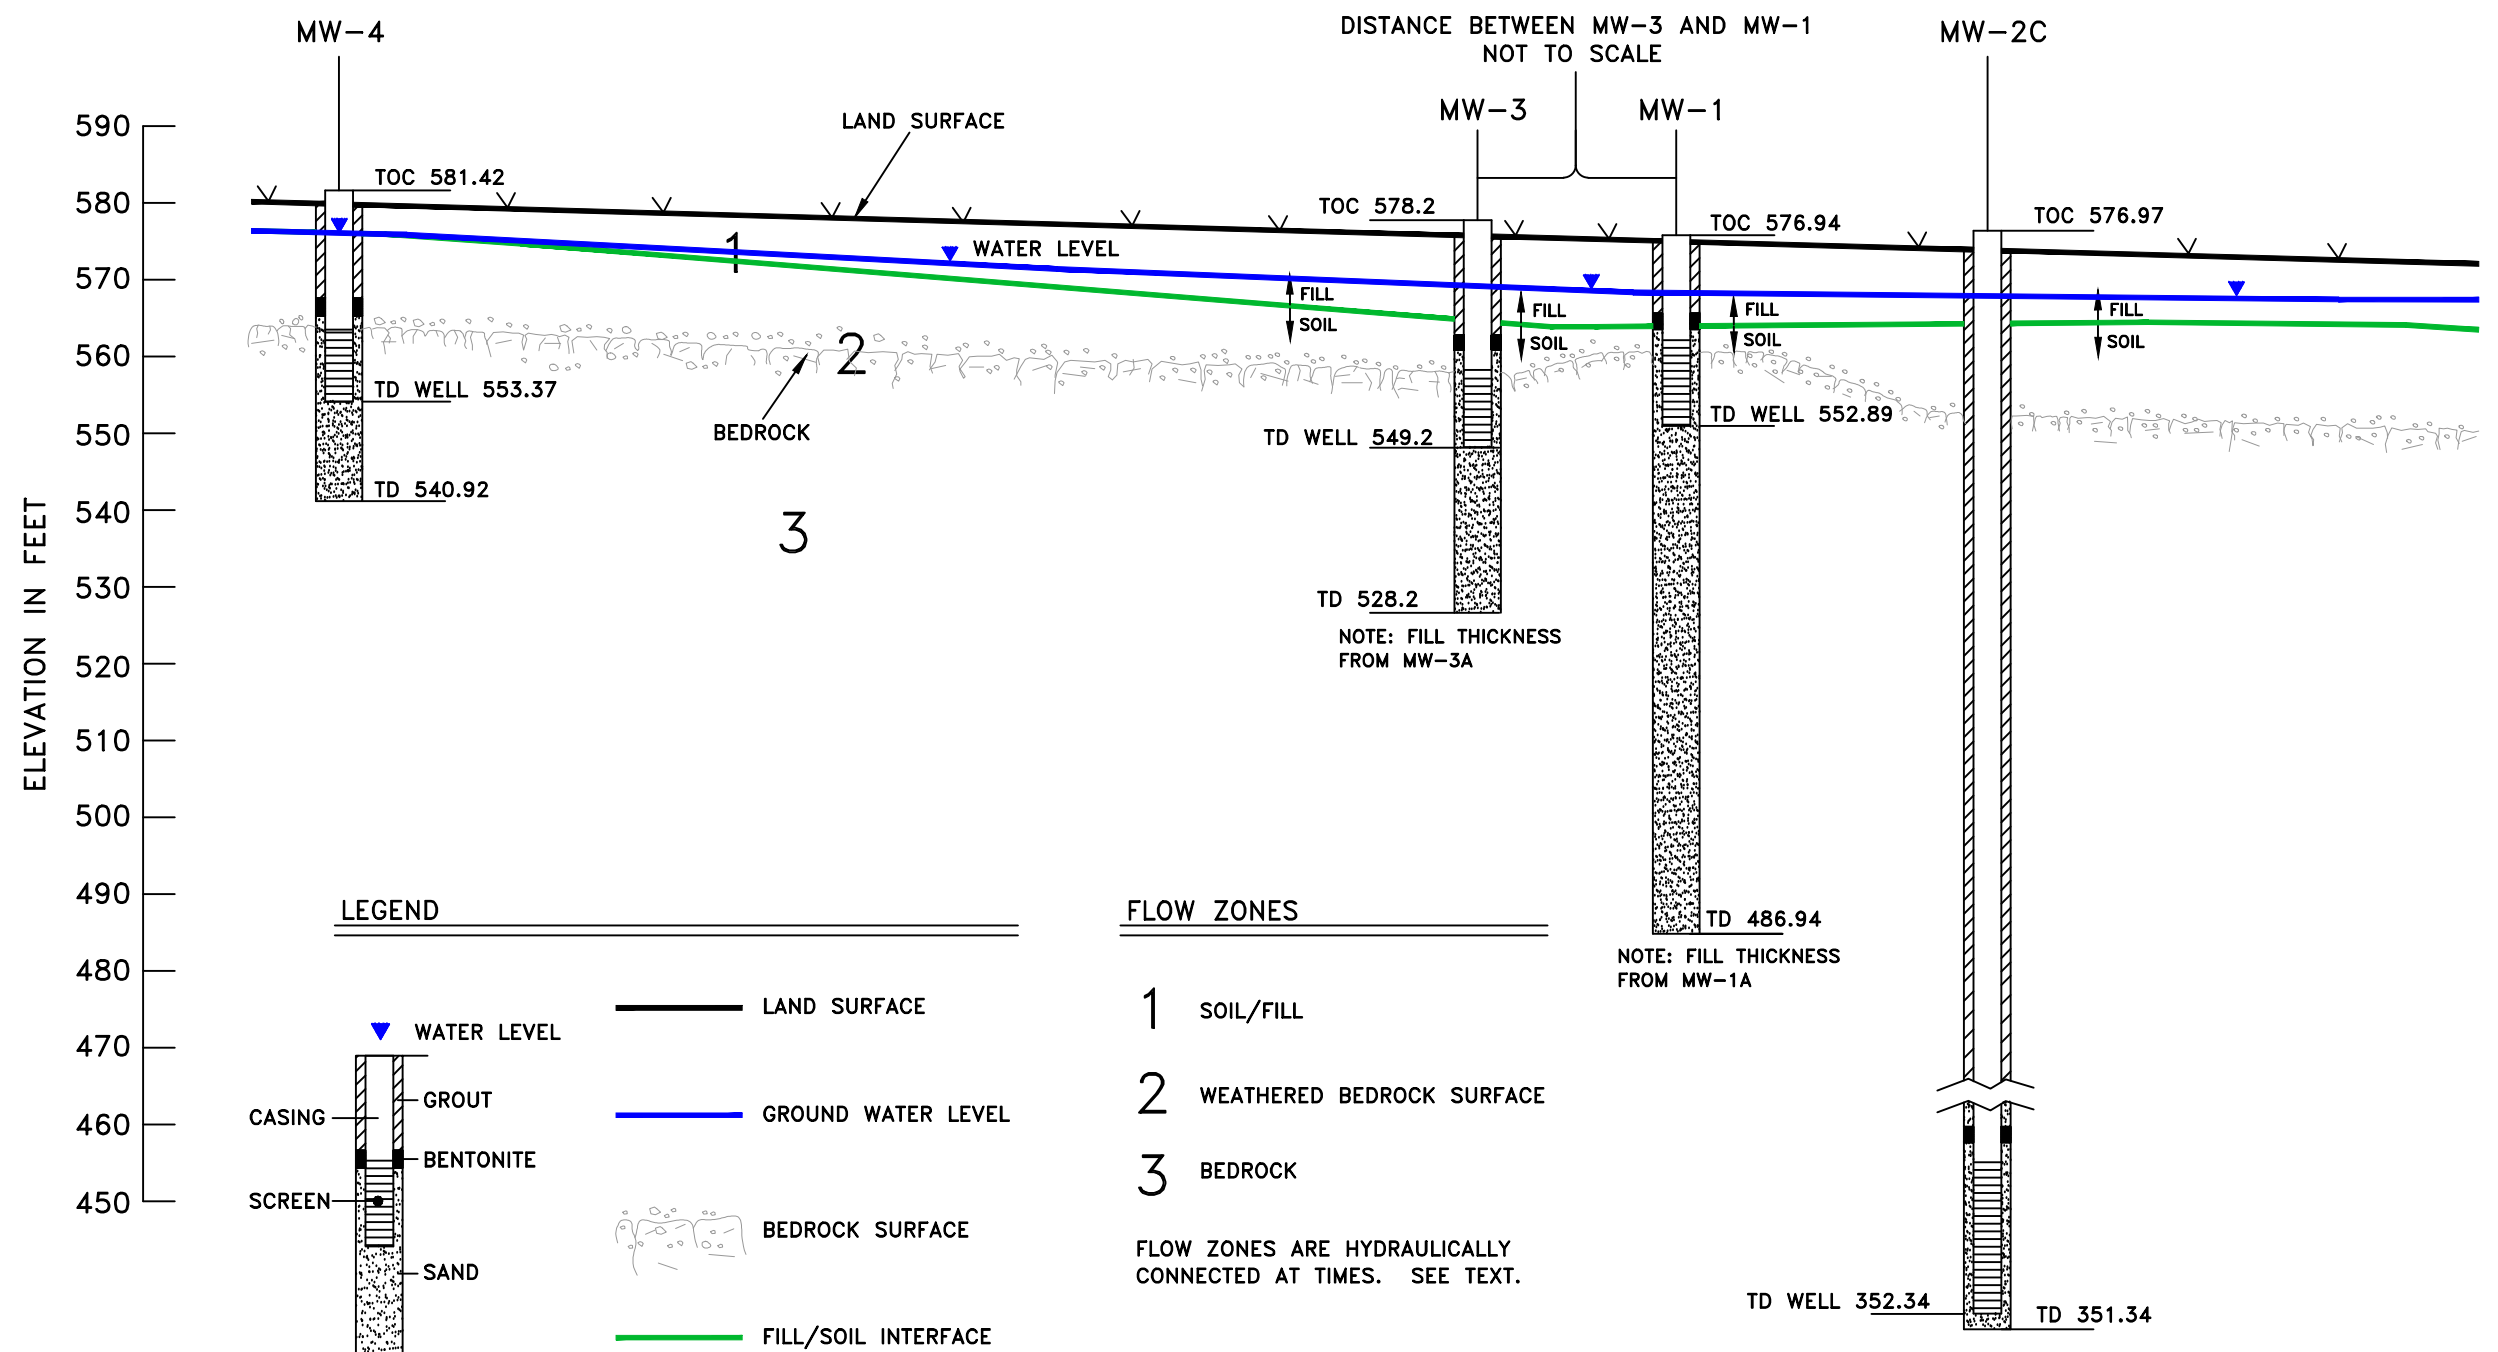 MW-4
DISTANCE BETWEEN MW-3 AND MW-1
NOT TO SCALE
MW-2C
MW-3
MW-1
LAND SURFACE
590
580
570
560
550
540
530
520
510
500
490
480
470
460
450
ELEVATION IN FEET
TOC 581.42
TOC 578.2
TOC 576.94
TOC 576.97
1
WATER LEVEL
FILL
SOIL
FILL
SOIL
FILL
SOIL
FILL
SOIL
2
BEDROCK
TD WELL 553.37
TD WELL 549.2
TD WELL 552.89
TD 540.92
3
TD 528.2
NOTE: FILL THICKNESS
FROM MW-3A
TD 486.94
NOTE: FILL THICKNESS
FROM MW-1A
TD WELL 352.34
TD 351.34
LEGEND
WATER LEVEL
CASING
GROUT
BENTONITE
SCREEN
SAND
LAND SURFACE
GROUND WATER LEVEL
BEDROCK SURFACE
FILL/SOIL INTERFACE
FLOW ZONES
1 SOIL/FILL
2 WEATHERED BEDROCK SURFACE
3 BEDROCK
FLOW ZONES ARE HYDRAULICALLY
CONNECTED AT TIMES. SEE TEXT.